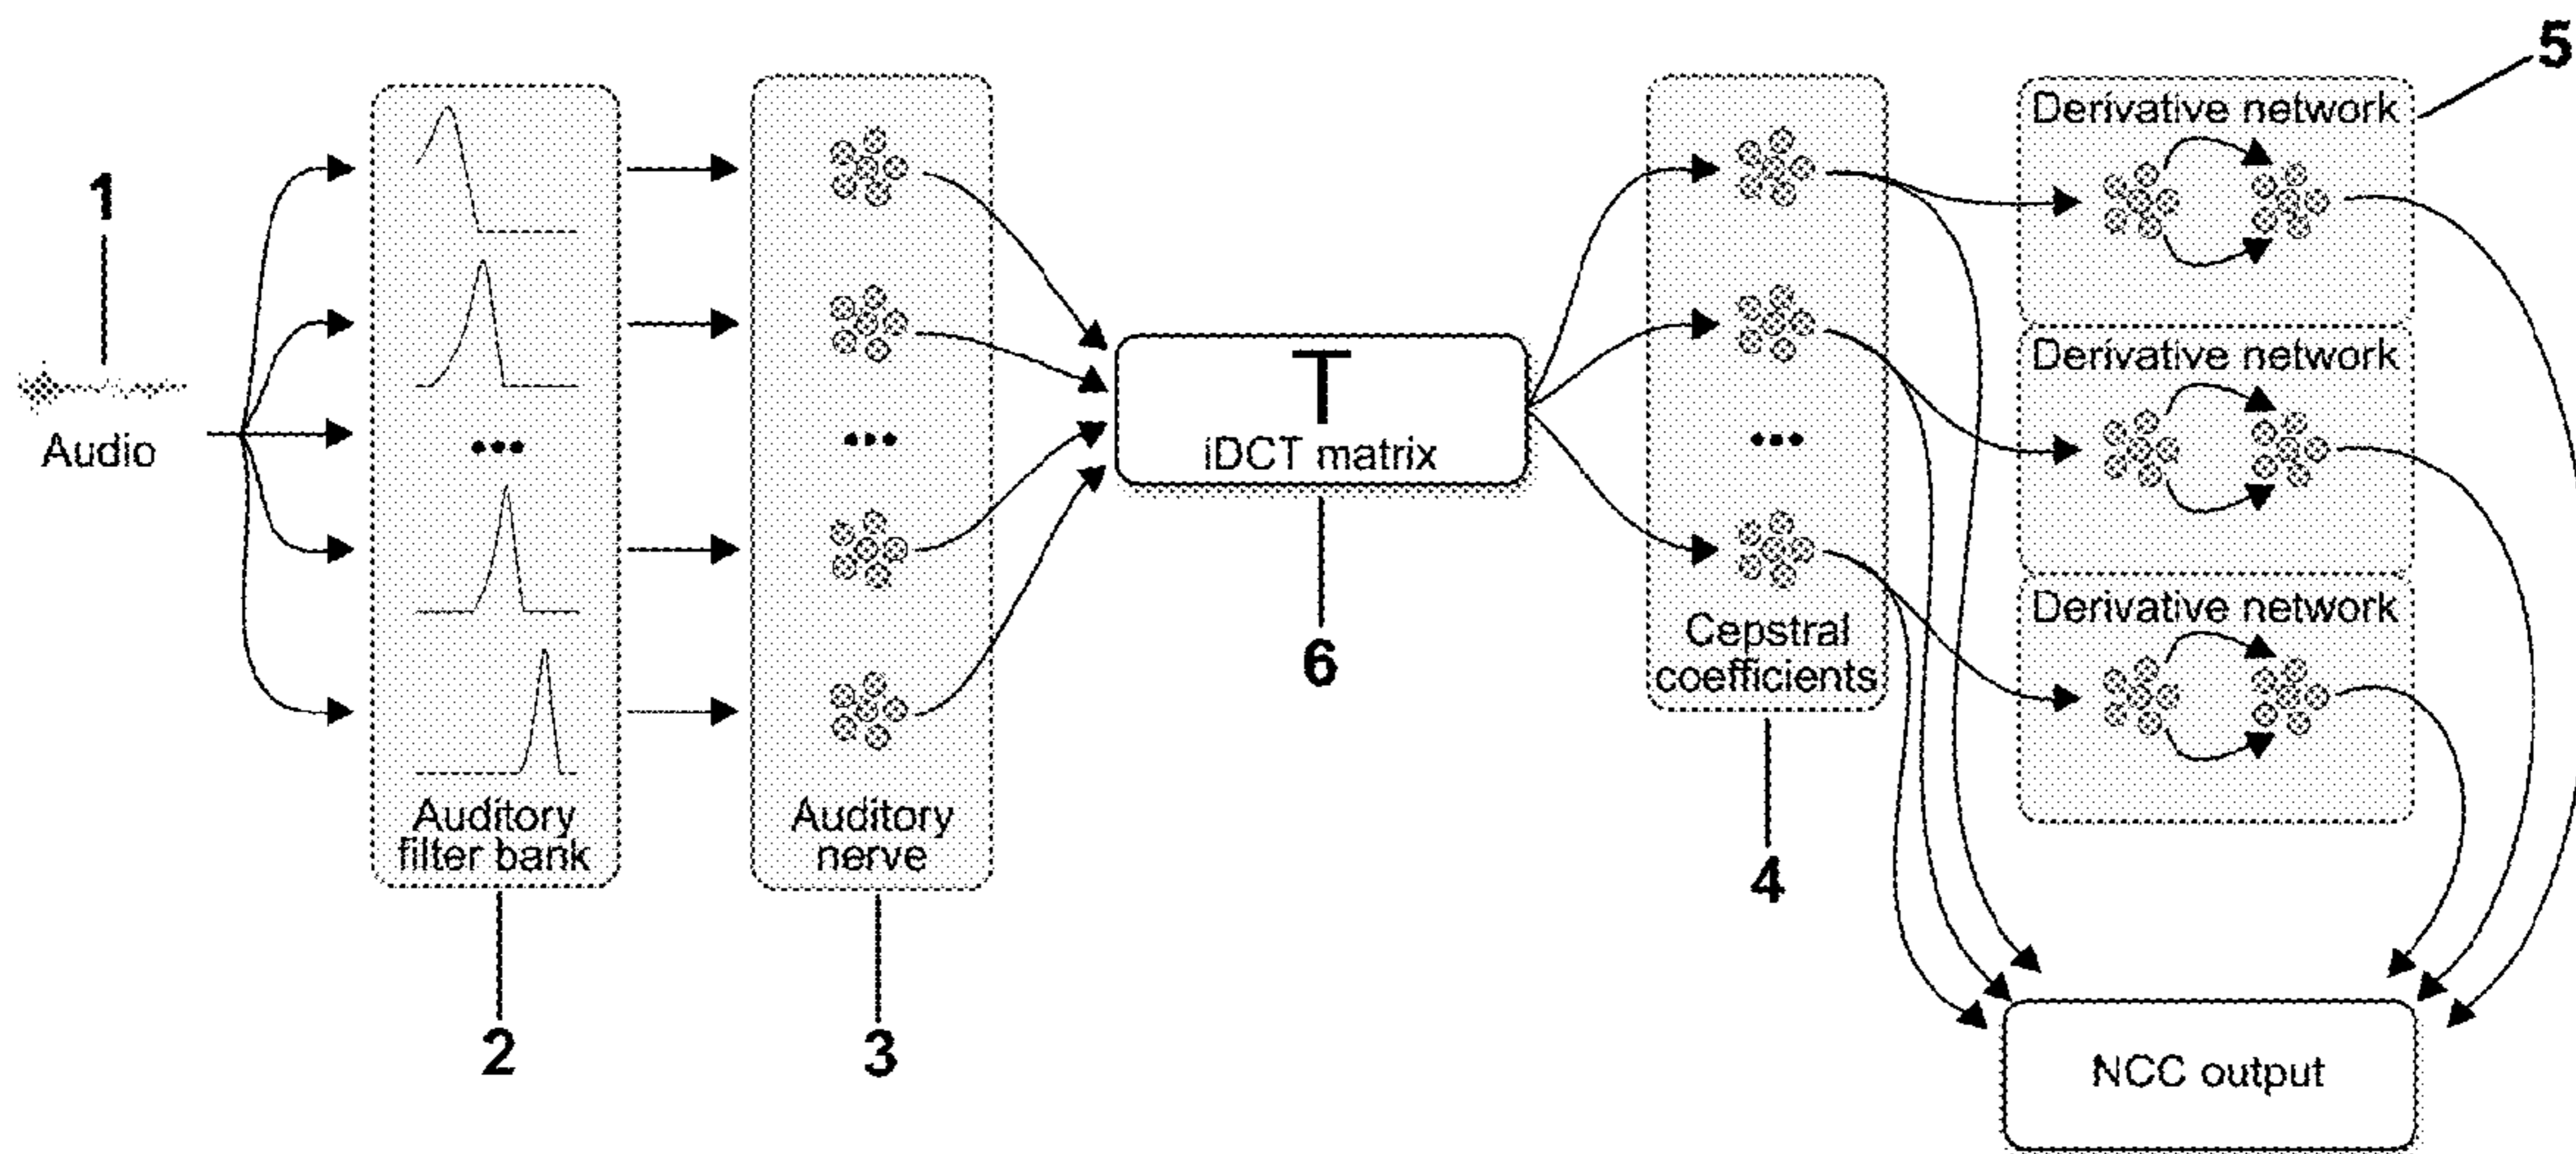 1
Audio
•••
Auditory
filter bank
2
•••
Auditory
nerve
3
T
iDCT matrix
6
•••
Cepstral
coefficients
4
5
Derivative network
Derivative network
Derivative network
NCC output